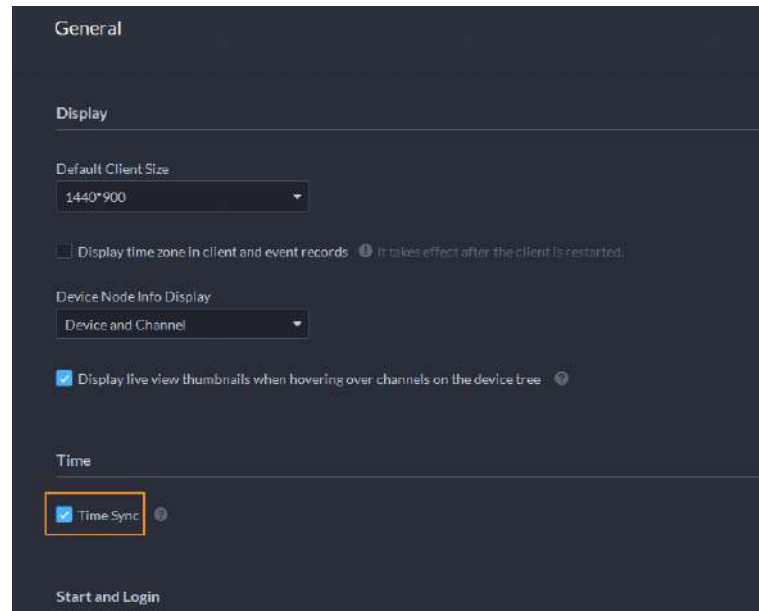 General
Display
Default Client Size
1440*900
Display time zone in client and event records It takes effect after the client is restarted.
Device Node Info Display
Device and Channel
Display live view thumbnails when hovering over channels on the device tree
Time
Time Sync
Start and Login